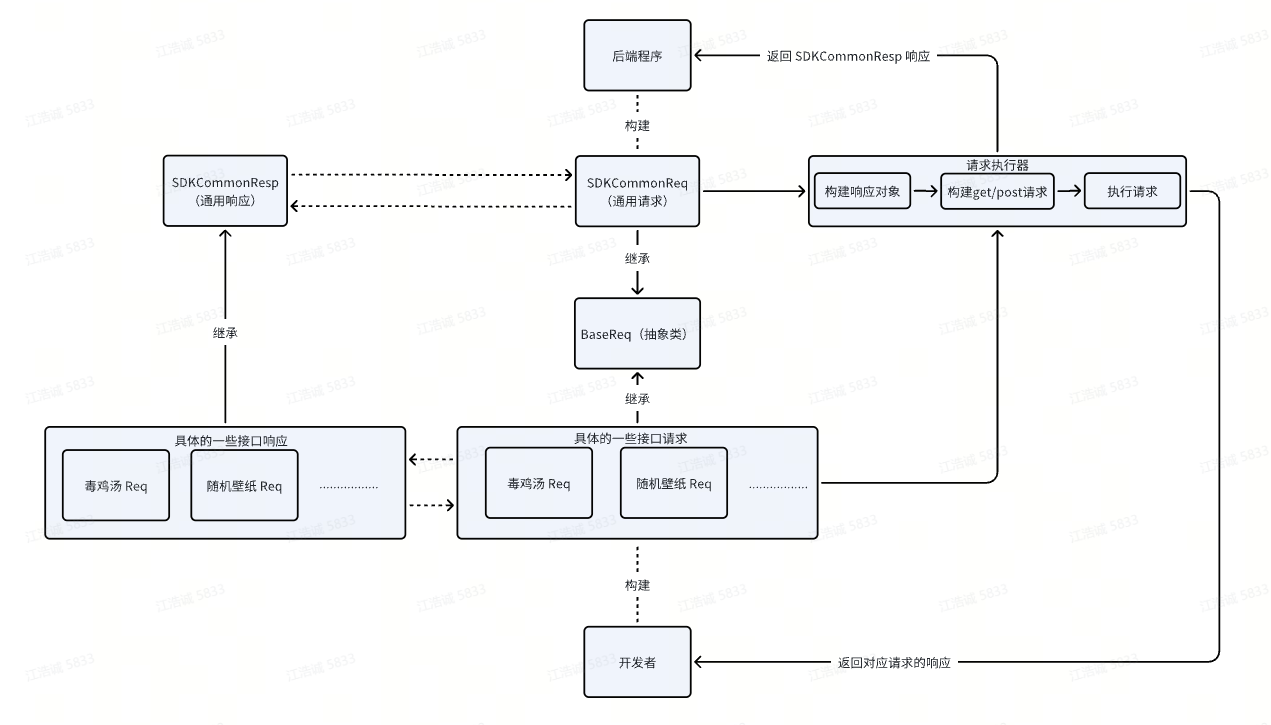 后端程序
返回 SDKCommonResp 响应
构建
SDKCommonResp
（通用响应）
SDKCommonReq
（通用请求）
请求执行器
构建响应对象
构建get/post请求
执行请求
继承
BaseReq（抽象类）
继承
继承
具体的一些接口响应
毒鸡汤 Req
随机壁纸 Req
................
具体的一些接口请求
毒鸡汤 Req
随机壁纸 Req
................
构建
开发者
返回对应请求的响应
江浩诚 5833